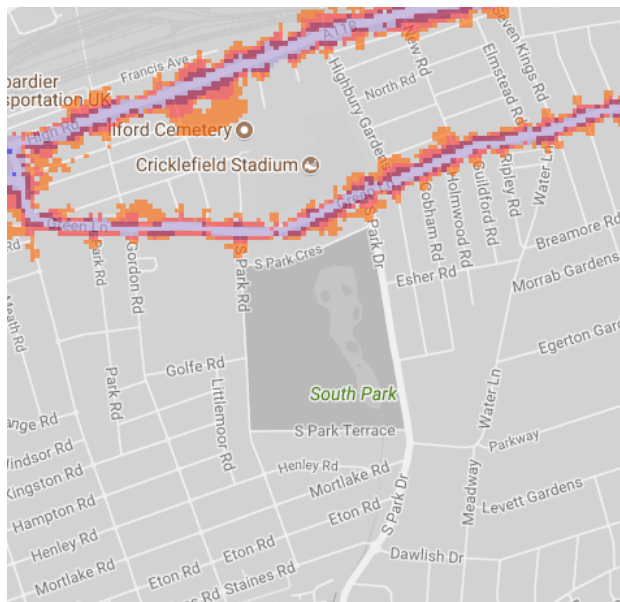 A118
Seven Kings Rd
Francis Ave
New Rd
Elmstead Rd
bardier
sportation UK
North Rd
Highbury Gardens
High Rd
Ilford Cemetery
Cricklefield Stadium
Water Ln
Ripley Rd
Guildford Rd
Holmwood Rd
Cobham Rd
Green Ln
Green Ln
S Park Dr
Rd
Park Rd
Gordon Rd
S Park Rd
S Park Cres
Breamore Rd
Esher Rd
Morrab Gardens
Meath Rd
Egerton Gard
Golfe Rd
Park Rd
Littlemoor Rd
South Park
Water Ln
ange Rd
S Park Terrace
Parkway
Windsor Rd
Henley Rd
Kingston Rd
Mortlake Rd
Meadway
Levett Gardens
Hampton Rd
Eton Rd
S Park Dr
Henley Rd
Eton Rd
Dawlish Dr
Mortlake Rd
Eton Rd
Staines Rd